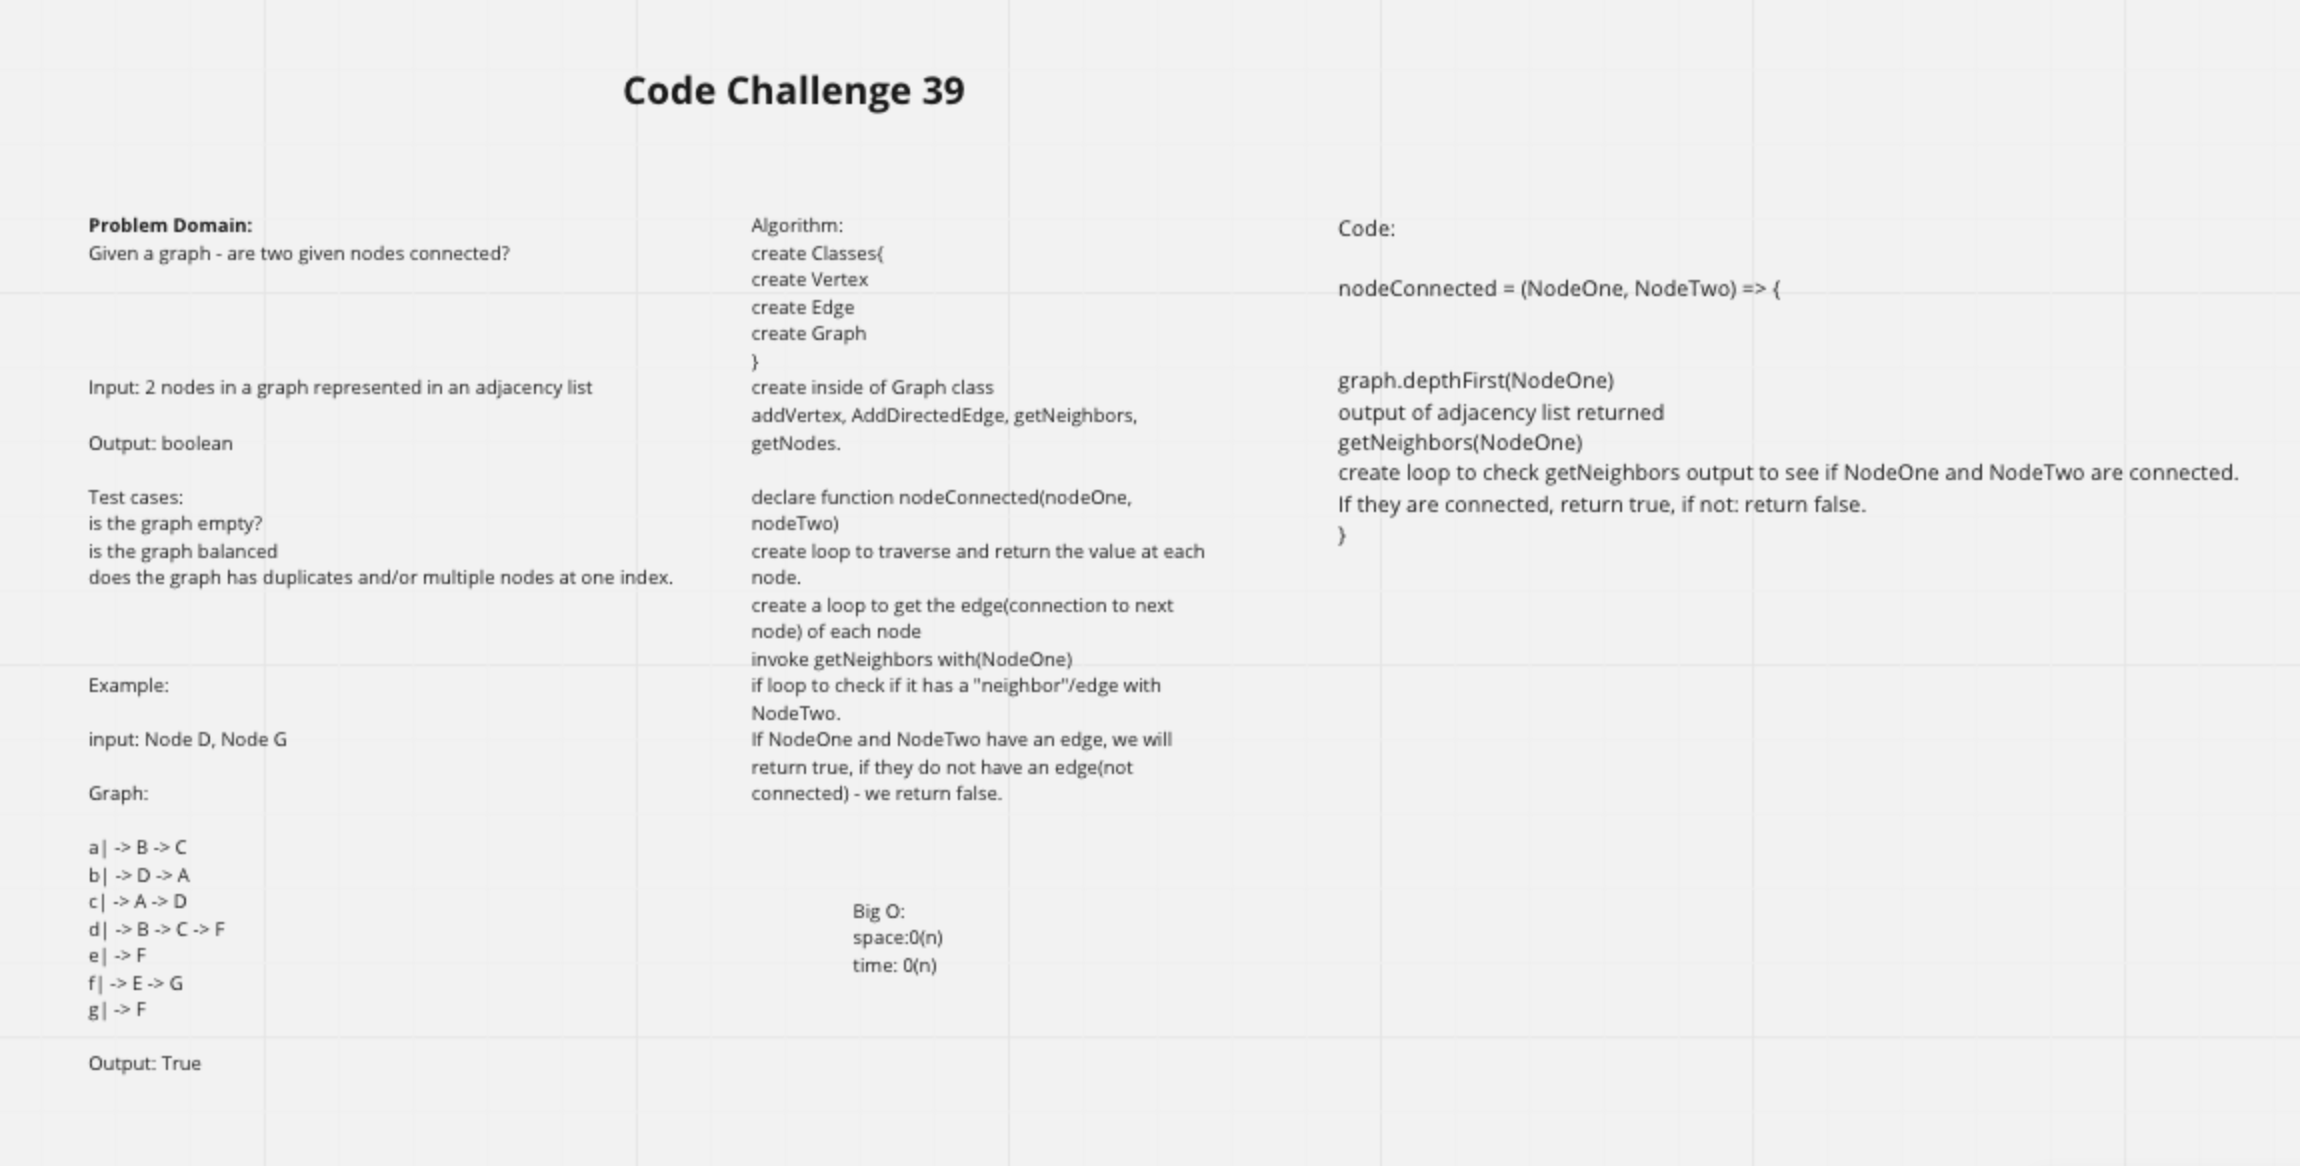 Code Challenge 39
Problem Domain:
Given a graph - are two given nodes connected?
Input: 2 nodes in a graph represented in an adjacency list
Output: boolean
Test cases:
is the graph empty?
is the graph balanced
does the graph has duplicates and/or multiple nodes at one index.
Example:
input: Node D, Node G
Graph:
a| -> B -> C
b| -> D -> A
c| -> A -> D
d| -> B -> C -> F
e| -> F
f| -> E -> G
g| -> F
Output: True
Algorithm:
create Classes{
create Vertex
create Edge
create Graph
}
create inside of Graph class
addVertex, AddDirectedEdge, getNeighbors,
getNodes.
declare function nodeConnected(nodeOne,
nodeTwo)
create loop to traverse and return the value at each
node.
create a loop to get the edge(connection to next
node) of each node
invoke getNeighbors with(NodeOne)
if loop to check if it has a "neighbor"/edge with
NodeTwo.
If NodeOne and NodeTwo have an edge, we will
return true, if they do not have an edge(not
connected) - we return false.
Big O:
space:0(n)
time: 0(n)
Code:
nodeConnected = (NodeOne, NodeTwo) => {
graph.depthFirst(NodeOne)
output of adjacency list returned
getNeighbors(NodeOne)
create loop to check getNeighbors output to see if NodeOne and NodeTwo are connected.
If they are connected, return true, if not: return false.
}